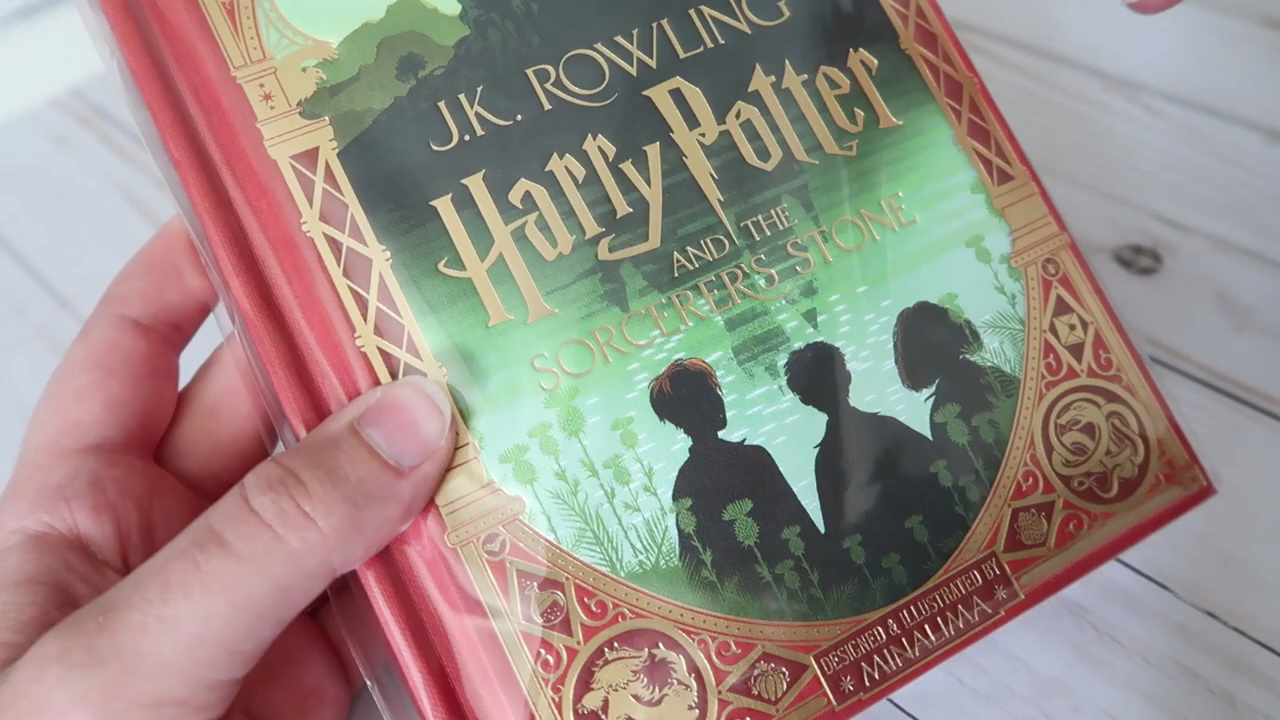 J.K. ROWLING
Harry Potter
AND THE
SORCERER'S STONE
DESIGNED & ILLUSTRATED BY
MINALIMA